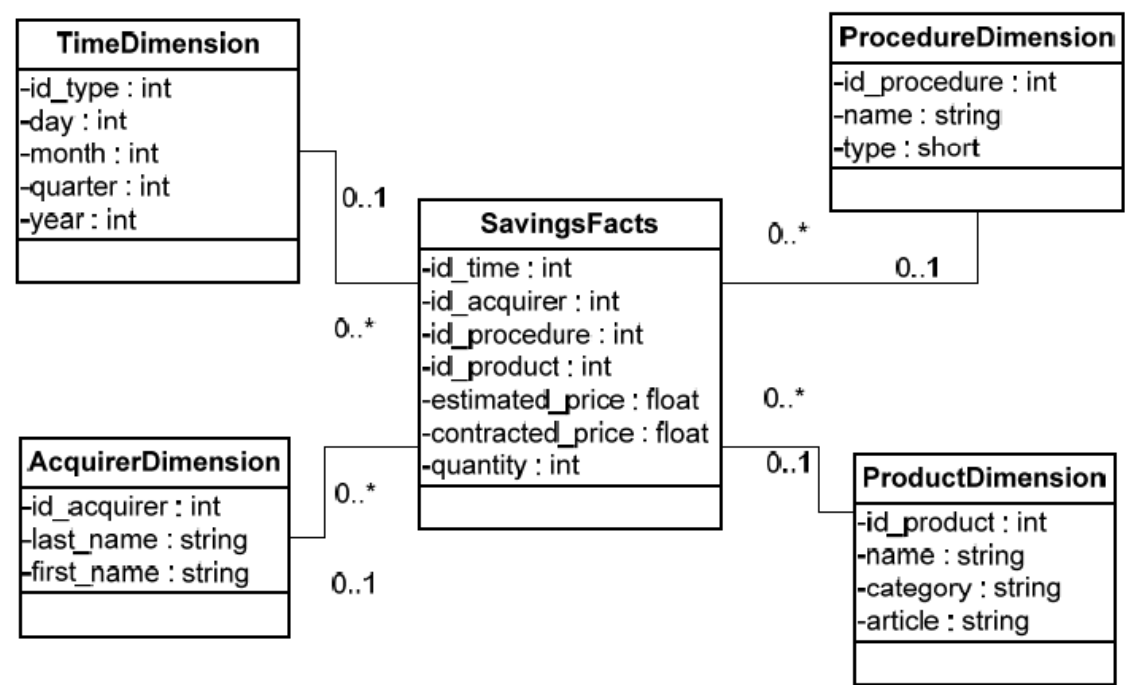 TimeDimension
-id_type : int
-day : int
-month : int
-quarter : int
-year : int
ProcedureDimension
-id_procedure : int
-name : string
-type : short
0..1
0..*
0..*
0..1
SavingsFacts
-id_time : int
-id_acquirer : int
-id_procedure : int
-id_product : int
-estimated_price : float
-contracted_price : float
-quantity : int
AcquirerDimension
-id_acquirer : int
-last_name : string
-first_name : string
0..*
0..1
0..*
0..1
ProductDimension
-id_product : int
-name : string
-category : string
-article : string